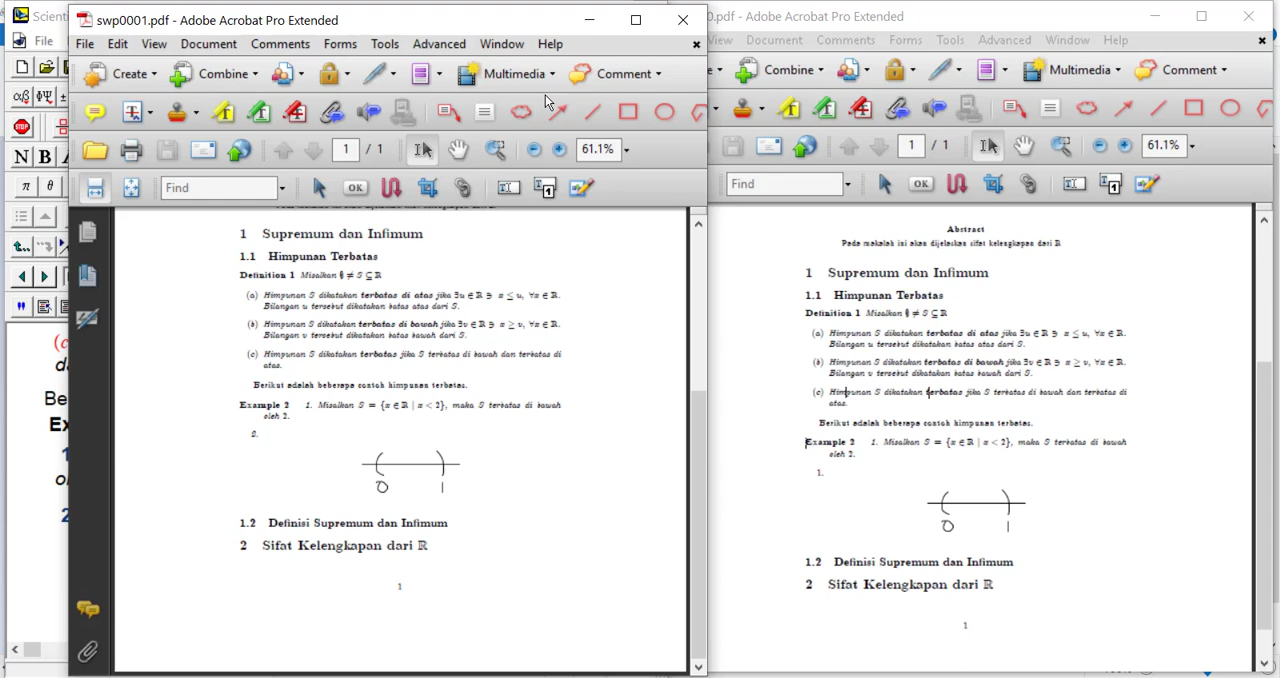 Scienti
File
swp0001.pdf - Adobe Acrobat Pro Extended
File Edit View Document Comments Forms Tools Advanced Window Help
Create Combine Multimedia Comment
1 / 1 61.1%
Find
OK
1 Supremum dan Infimum
1.1 Himpunan Terbatas
Definition 1 Misalkan ∅ ≠ S ⊆ ℝ
(a) Himpunan S dikatakan terbatas di atas jika ∃u ∈ ℝ ∋ x ≤ u, ∀x ∈ ℝ.
Bilangan u tersebut dikatakan batas atas dari S.
(b) Himpunan S dikatakan terbatas di bawah jika ∃v ∈ ℝ ∋ x ≥ v, ∀x ∈ ℝ.
Bilangan v tersebut dikatakan batas bawah dari S.
(c) Himpunan S dikatakan terbatas jika S terbatas di bawah dan terbatas di
atas.
Berikut adalah beberapa contoh himpunan terbatas.
Example 2 1. Misalkan S = {x ∈ ℝ | x < 2}, maka S terbatas di bawah
oleh 2.
2.
0 1
1.2 Definisi Supremum dan Infimum
2 Sifat Kelengkapan dari ℝ
1
0.pdf - Adobe Acrobat Pro Extended
View Document Comments Forms Tools Advanced Window Help
Combine Multimedia Comment
1 / 1 61.1%
Find
OK
Abstract
Pada makalah ini akan dijelaskan sifat kelengkapan dari ℝ
1 Supremum dan Infimum
1.1 Himpunan Terbatas
Definition 1 Misalkan ∅ ≠ S ⊆ ℝ
(a) Himpunan S dikatakan terbatas di atas jika ∃u ∈ ℝ ∋ x ≤ u, ∀x ∈ ℝ.
Bilangan u tersebut dikatakan batas atas dari S.
(b) Himpunan S dikatakan terbatas di bawah jika ∃v ∈ ℝ ∋ x ≥ v, ∀x ∈ ℝ.
Bilangan v tersebut dikatakan batas bawah dari S.
(c) Himpunan S dikatakan terbatas jika S terbatas di bawah dan terbatas di
atas.
Berikut adalah beberapa contoh himpunan terbatas.
Example 2 1. Misalkan S = {x ∈ ℝ | x < 2}, maka S terbatas di bawah
oleh 2.
1.
0 1
1.2 Definisi Supremum dan Infimum
2 Sifat Kelengkapan dari ℝ
1
(c
da
Be
Ex
1
ol
2